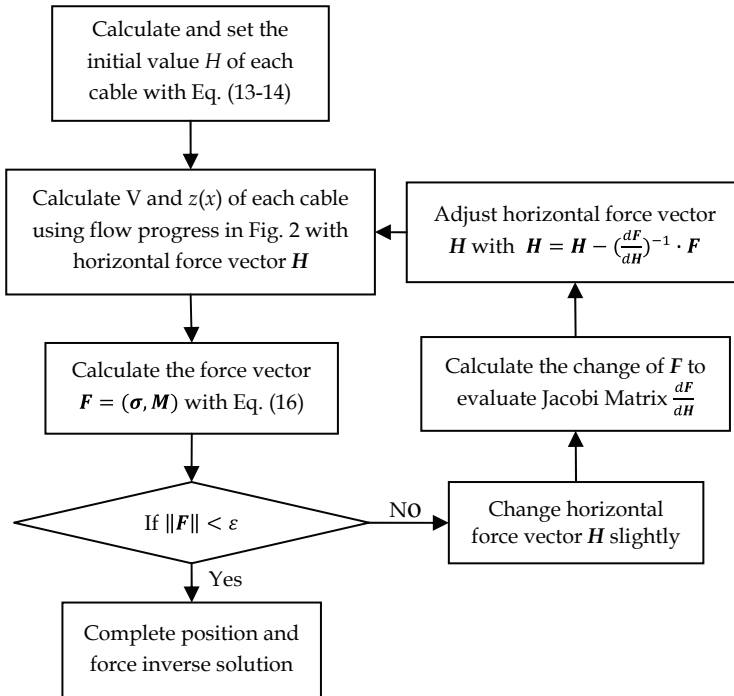 Calculate and set the
initial value H of each
cable with Eq. (13-14)
Calculate V and z(x) of each cable
using flow progress in Fig. 2 with
horizontal force vector H
Adjust horizontal force vector
H with H = H − (dF/dH)⁻¹ · F
Calculate the force vector
F = (σ, M) with Eq. (16)
Calculate the change of F to
evaluate Jacobi Matrix dF/dH
If ‖F‖ < ε
NO
Change horizontal
force vector H slightly
Yes
Complete position and
force inverse solution